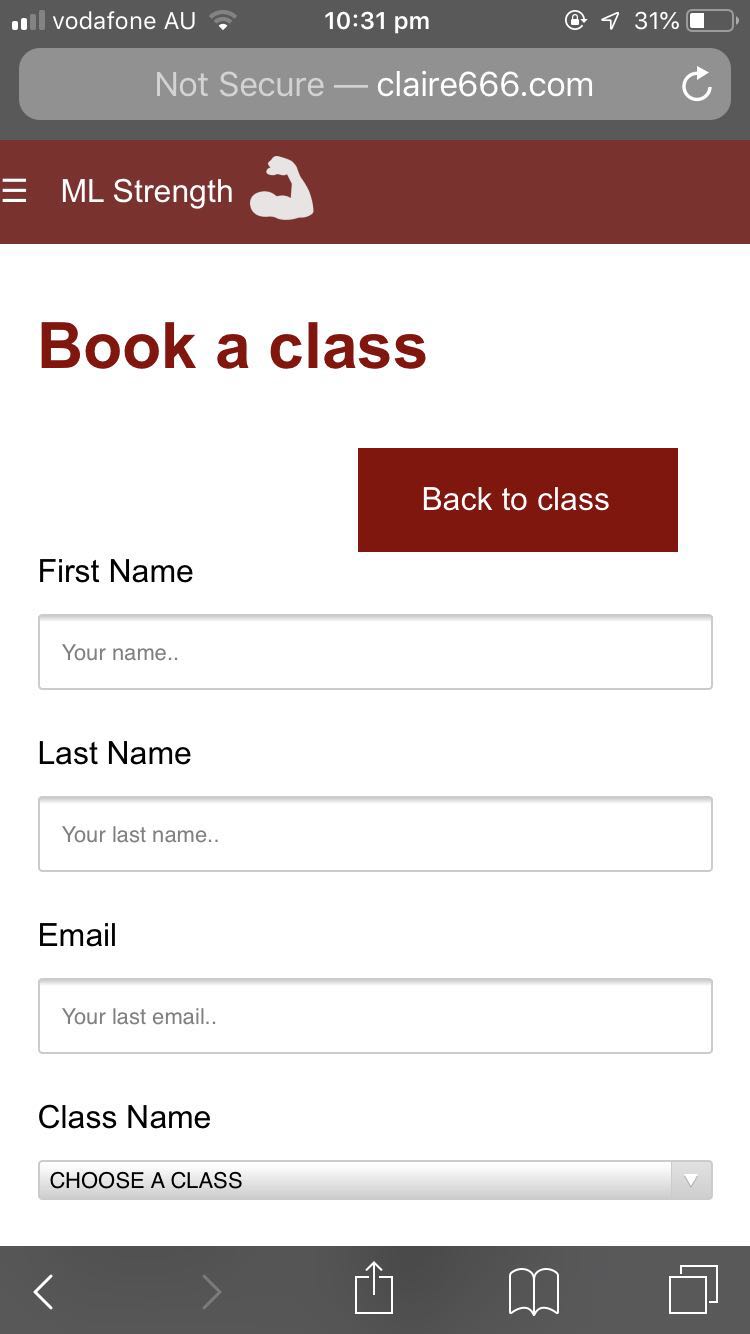 vodafone AU 10:31 pm 31%
Not Secure — claire666.com
ML Strength
Book a class
Back to class
First Name
Your name..
Last Name
Your last name..
Email
Your last email..
Class Name
CHOOSE A CLASS